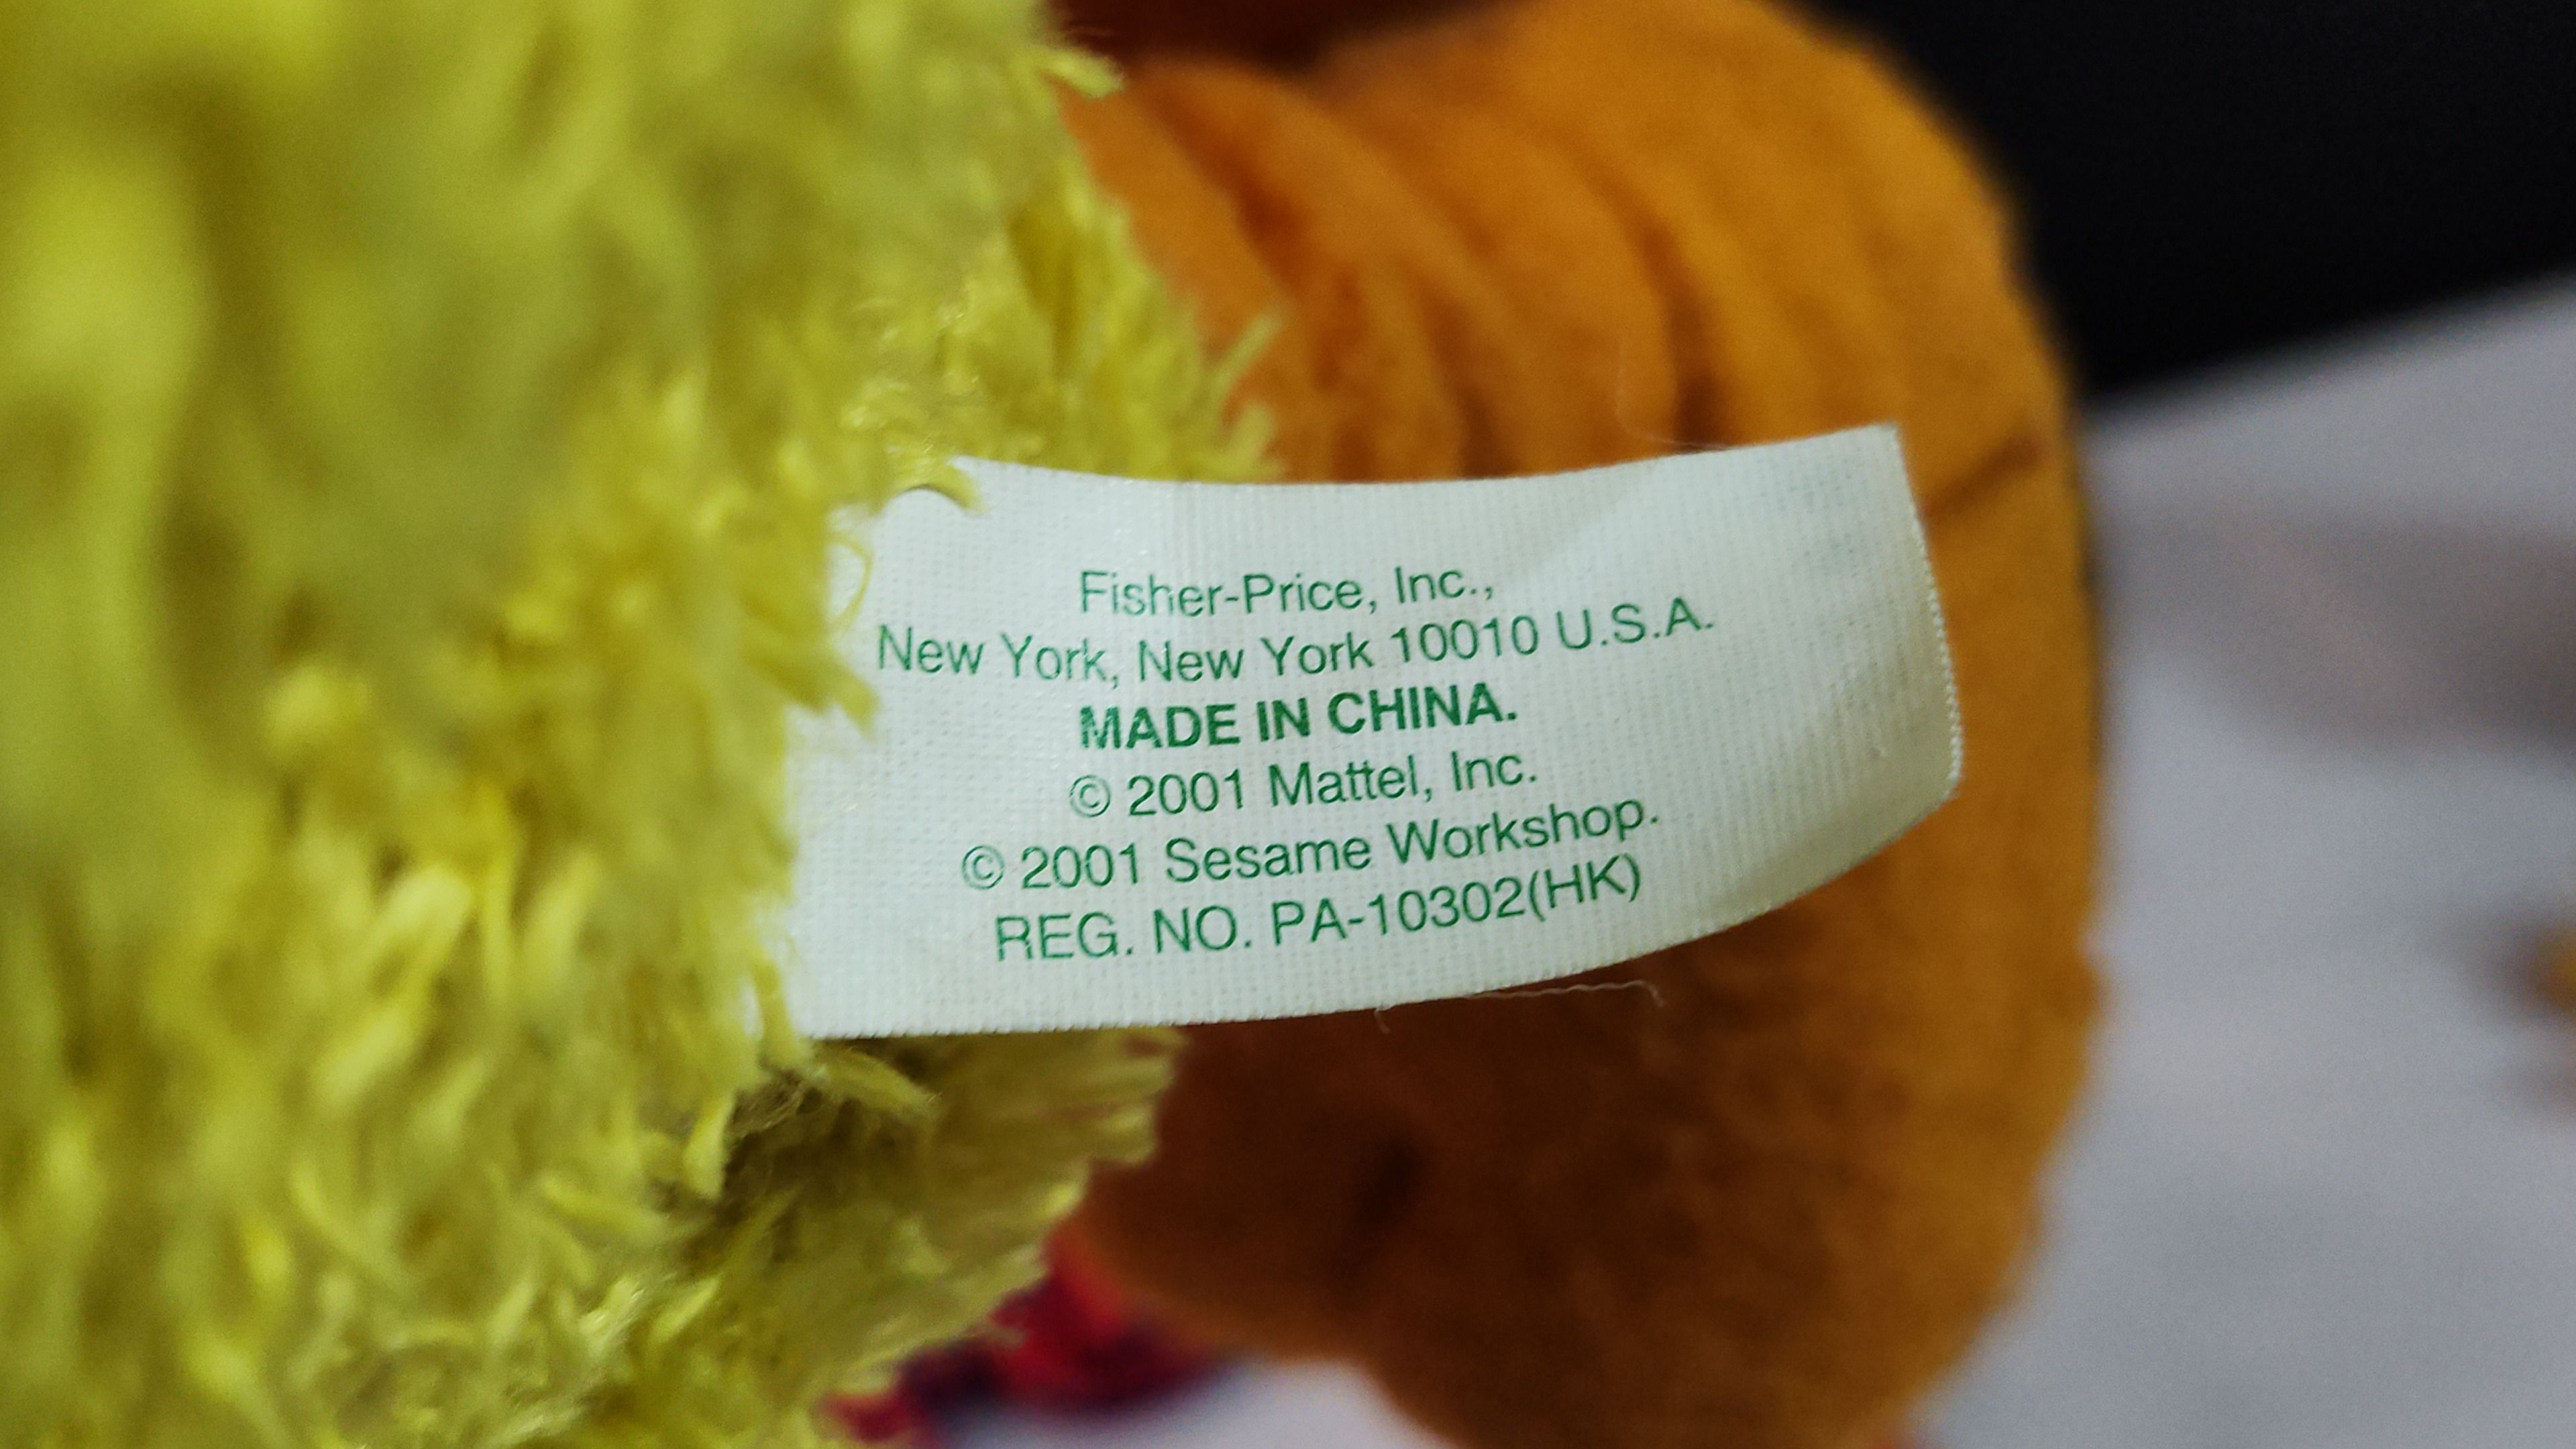 Fisher-Price, Inc.,
New York, New York 10010 U.S.A.
MADE IN CHINA.
© 2001 Mattel, Inc.
© 2001 Sesame Workshop.
REG. NO. PA-10302(HK)